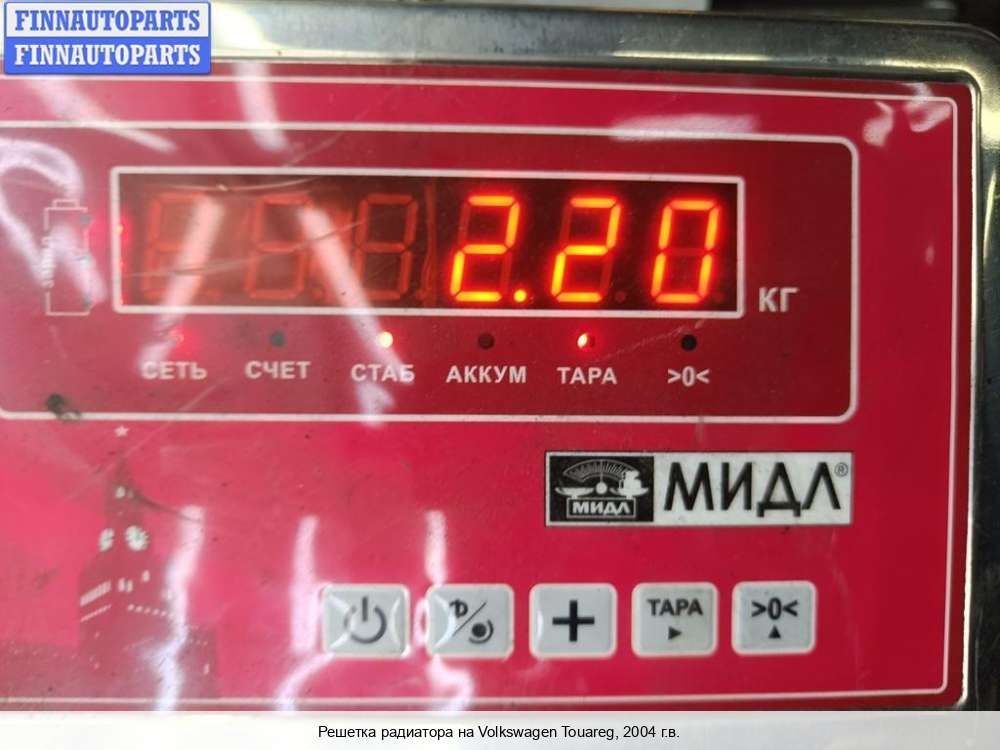 FINNAUTOPARTS
FINNAUTOPARTS
2.20
КГ
СЕТЬ СЧЕТ СТАБ АККУМ ТАРА >0<
МИДЛ МИДЛ®
ТАРА >0<
Решетка радиатора на Volkswagen Touareg, 2004 г.в.